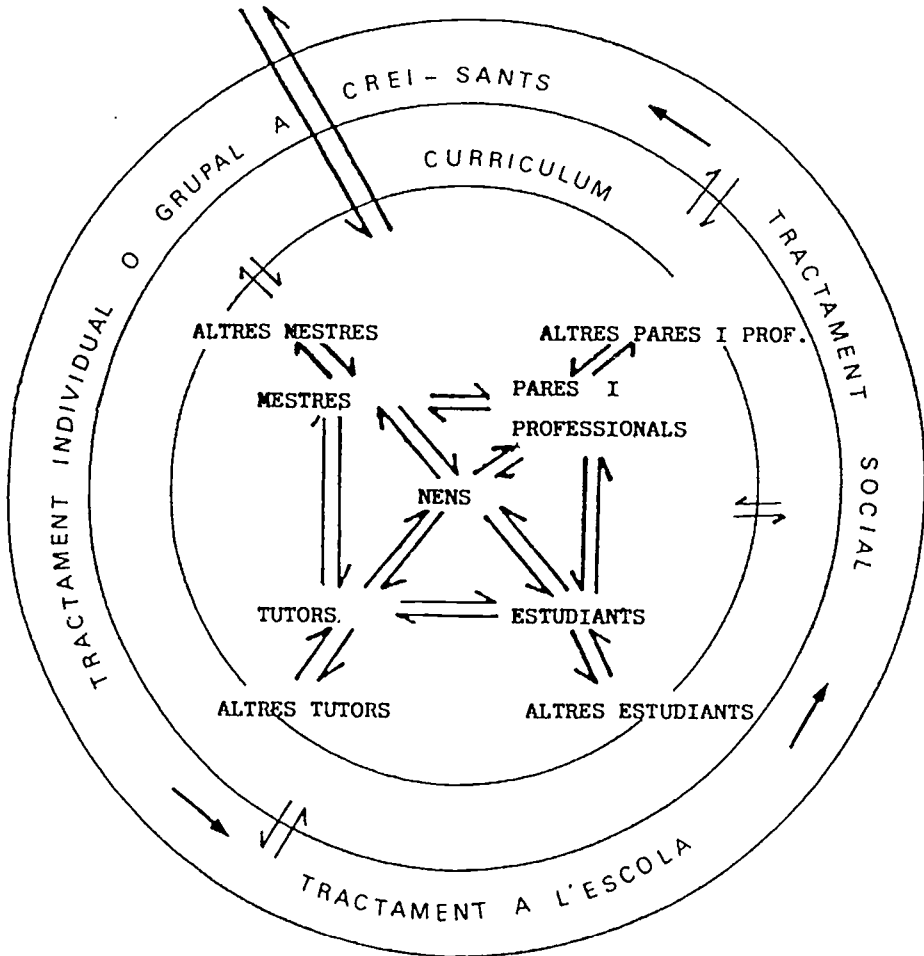 TRACTAMENT INDIVIDUAL O GRUPAL A CREI-SANTS
CURRICULUM
TRACTAMENT SOCIAL
ALTRES MESTRES
ALTRES PARES I PROF.
MESTRES
PARES I
PROFESSIONALS
NENS
TUTORS.
ESTUDIANTS
ALTRES TUTORS
ALTRES ESTUDIANTS
TRACTAMENT A L'ESCOLA